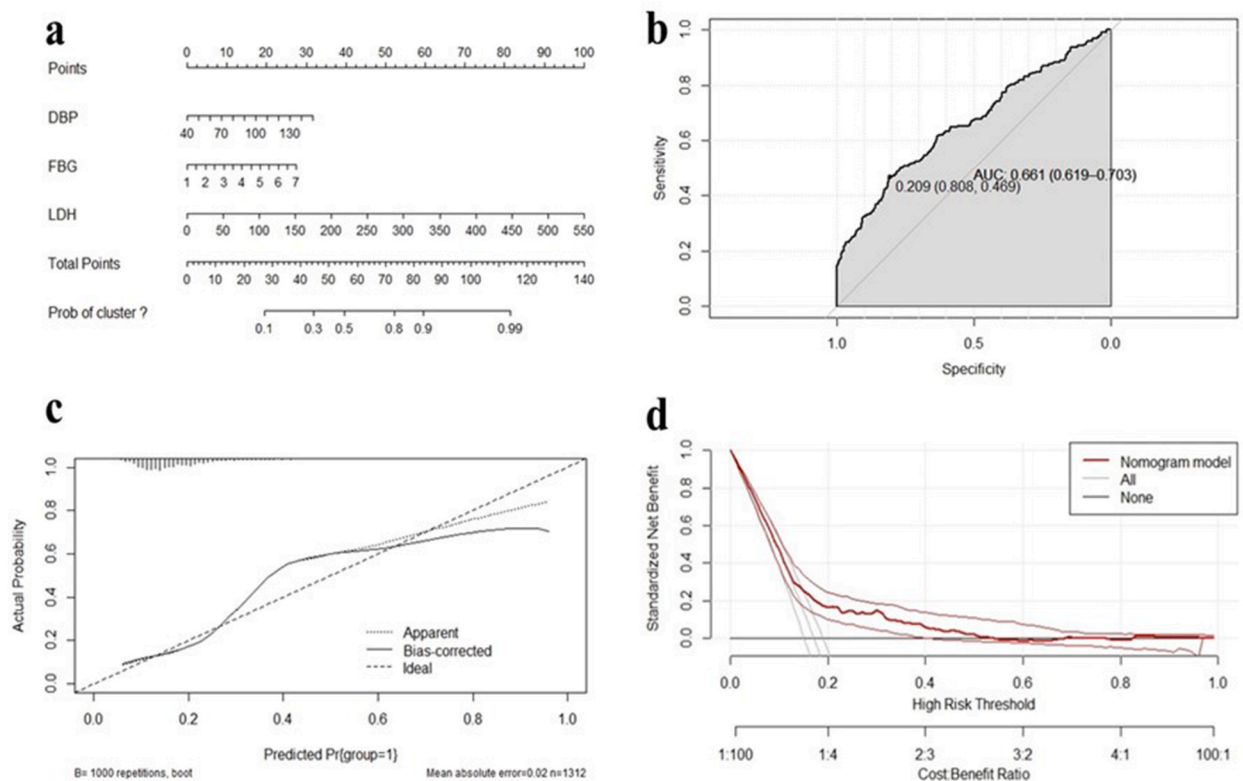 a
0 10 20 30 40 50 60 70 80 90 100
Points
DBP
40 70 100 130
FBG
1 2 3 4 5 6 7
LDH
0 50 100 150 200 250 300 350 400 450 500 550
Total Points
0 10 20 30 40 50 60 70 80 90 100 120 140
Prob of cluster ?
0.1 0.3 0.5 0.8 0.9 0.99
b
Sensitivity
1.0
0.8
0.6
0.4
0.2
0.0
AUC: 0.661 (0.619–0.703)
0.209 (0.808, 0.469)
1.0 0.5 0.0
Specificity
c
Actual Probability
1.0
0.8
0.6
0.4
0.2
0.0
Apparent
Bias-corrected
Ideal
0.0 0.2 0.4 0.6 0.8 1.0
Predicted Pr{group=1}
B= 1000 repetitions, boot
Mean absolute error=0.02 n=1312
d
Standardized Net Benefit
1.0
0.8
0.6
0.4
0.2
0.0
Nomogram model
All
None
0.0 0.2 0.4 0.6 0.8 1.0
High Risk Threshold
1:100 1:4 2:3 3:2 4:1 100:1
Cost:Benefit Ratio